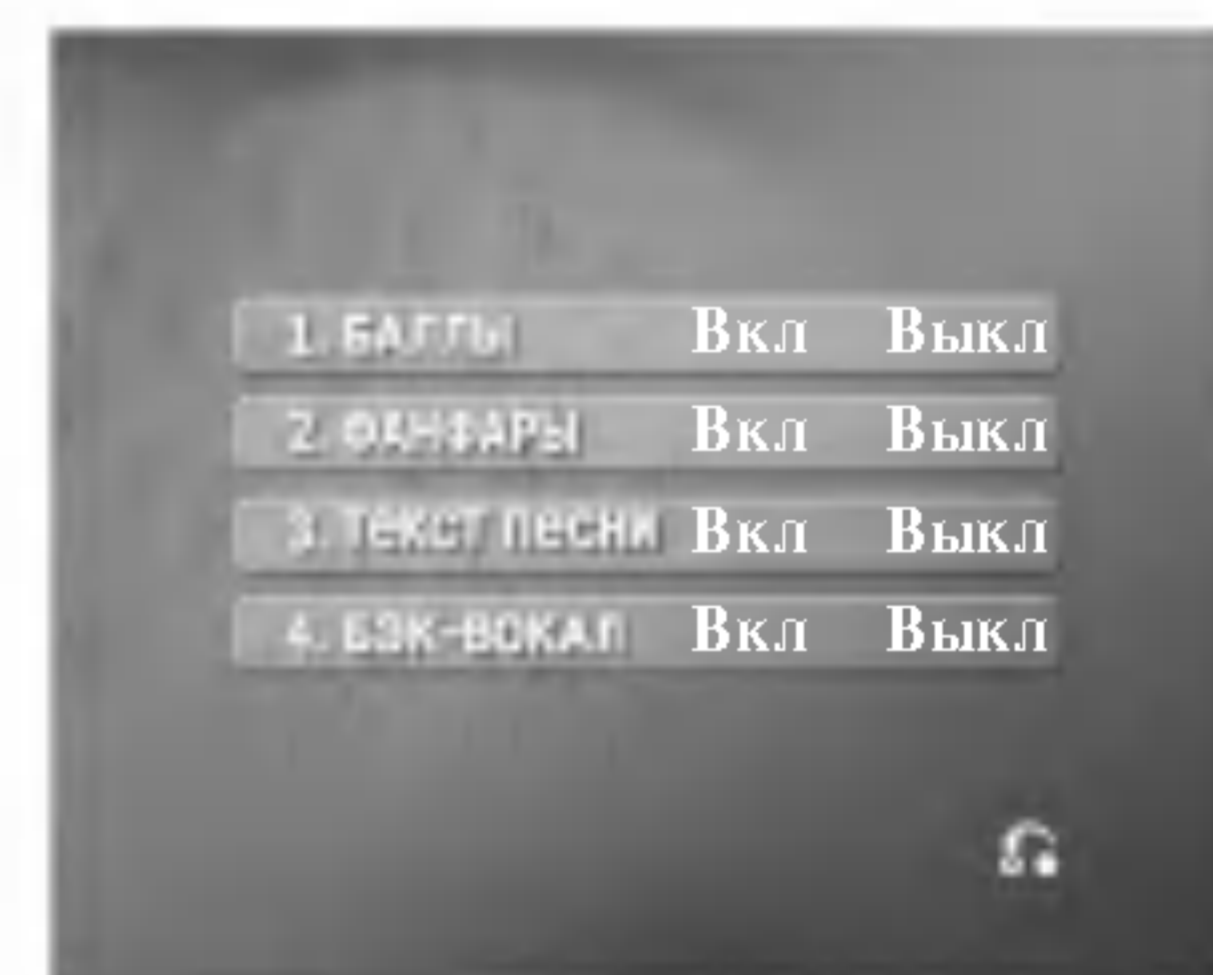 1. БАЛЛЫ Вкл Выкл
2. ФАНФАРЫ Вкл Выкл
3. ТЕКСТ ПЕСНИ Вкл Выкл
4. БЭК-ВОКАЛ Вкл Выкл